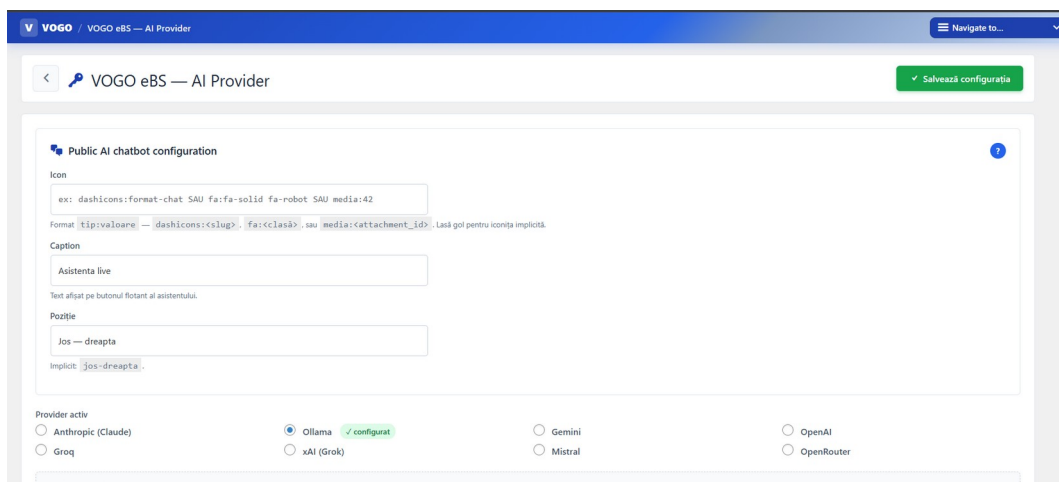 V VOGO / VOGO eBS — AI Provider
Navigate to...
VOGO eBS — AI Provider
✓ Salvează configurația
Public AI chatbot configuration
?
Icon
ex: dashicons:format-chat SAU fa:fa-solid fa-robot SAU media:42
Format tip:valoare — dashicons:<slug>, fa:<clasă>, sau media:<attachment_id>. Lasă gol pentru iconița implicită.
Caption
Asistenta live
Text afișat pe butonul flotant al asistentului.
Poziție
Jos — dreapta
Implicit: jos-dreapta.
Provider activ
Anthropic (Claude)
Ollama ✓ configurat
Gemini
OpenAI
Groq
xAI (Grok)
Mistral
OpenRouter